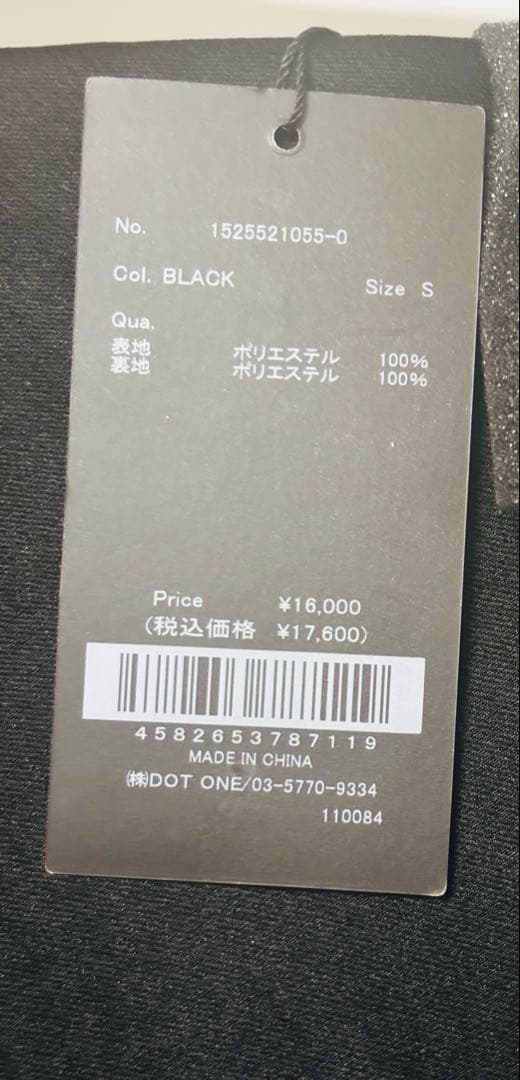 No. 1525521055-0
Col. BLACK Size S
Qua.
表地 ポリエステル 100%
裏地 ポリエステル 100%
Price ¥16,000
(税込価格 ¥17,600)
4582653787119
MADE IN CHINA
㈱DOT ONE/03-5770-9334
110084